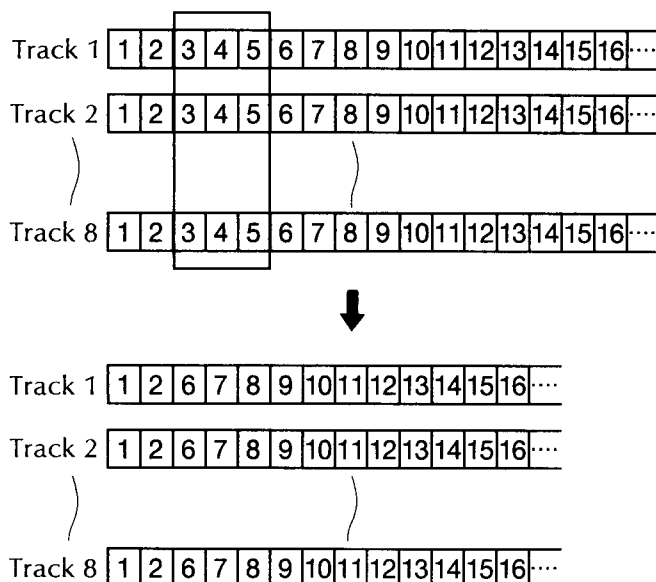 Track 1 1 2 3 4 5 6 7 8 9 10 11 12 13 14 15 16 ····
Track 2 1 2 3 4 5 6 7 8 9 10 11 12 13 14 15 16 ····
Track 8 1 2 3 4 5 6 7 8 9 10 11 12 13 14 15 16 ····
Track 1 1 2 6 7 8 9 10 11 12 13 14 15 16 ····
Track 2 1 2 6 7 8 9 10 11 12 13 14 15 16 ····
Track 8 1 2 6 7 8 9 10 11 12 13 14 15 16 ····